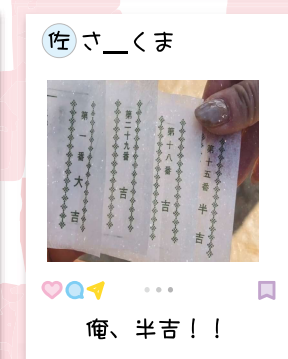 佐 さ__くま
第一番 大吉
第二十九番 吉
第十八番 吉
第十五番 半吉
俺、半吉！！